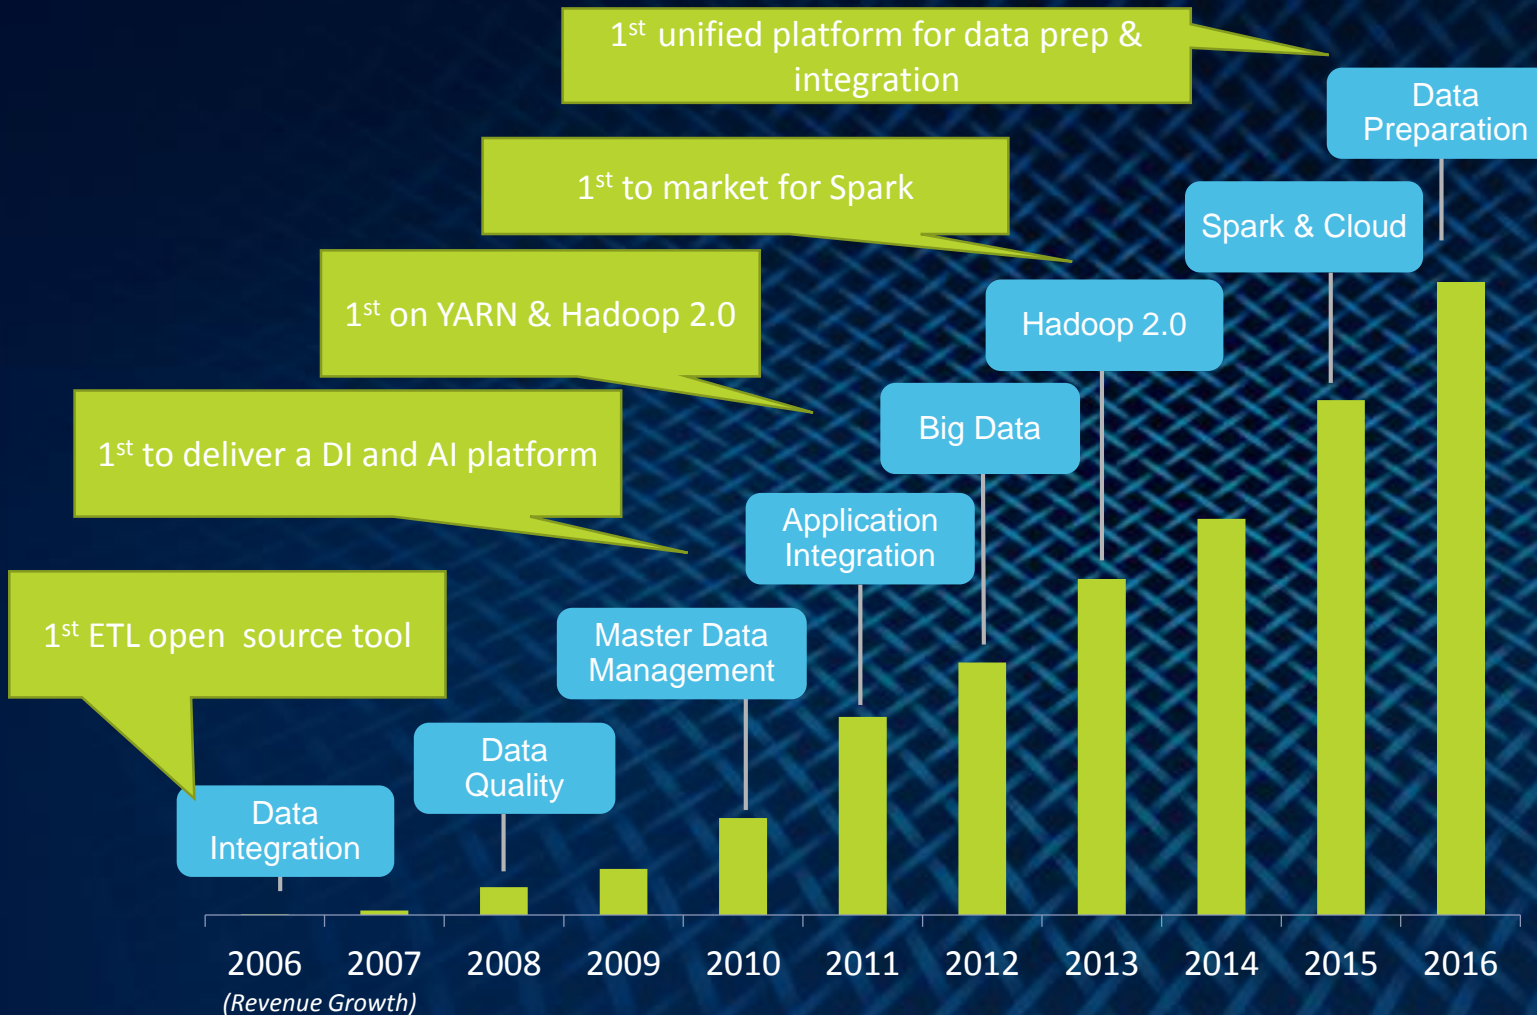 1st unified platform for data prep &
integration
Data
Preparation
1st to market for Spark
Spark & Cloud
1st on YARN & Hadoop 2.0
Hadoop 2.0
1st to deliver a DI and AI platform
Big Data
Application
Integration
1st ETL open  source tool
Master Data
Management
Data
Quality
Data
Integration
2006 2007 2008 2009 2010 2011 2012 2013 2014 2015 2016
(Revenue Growth)